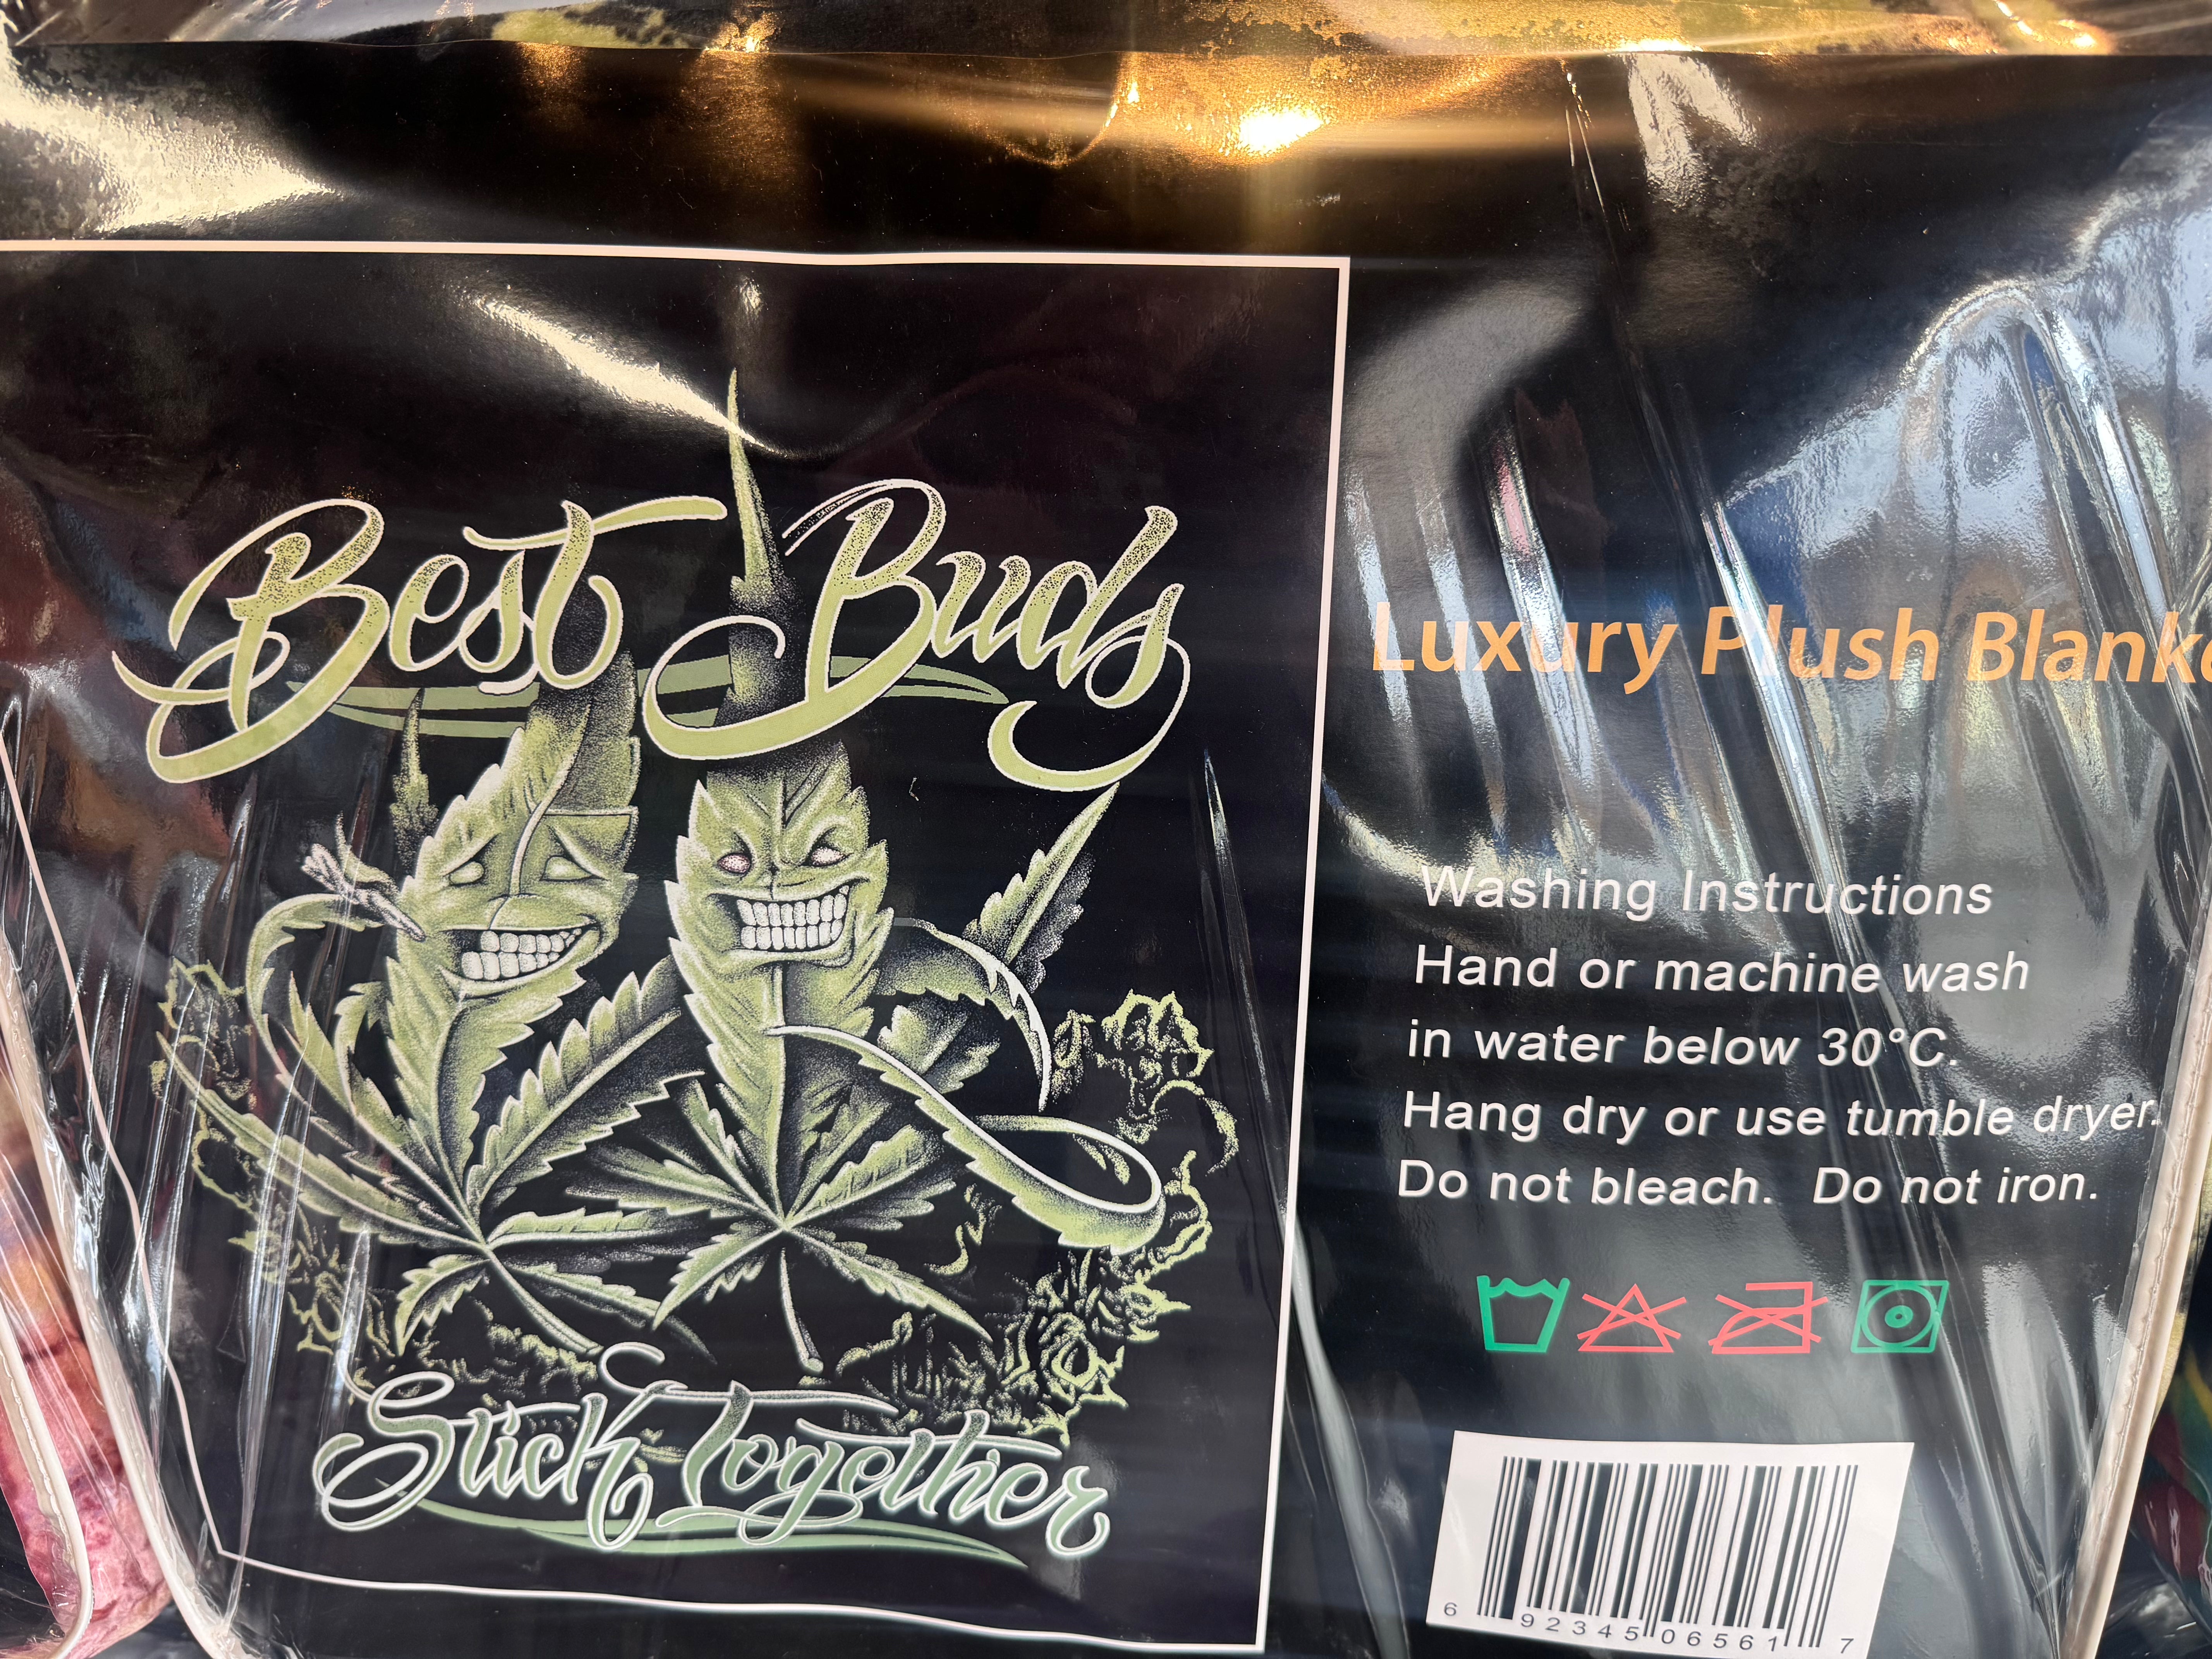 Best Buds
Stick Together
Luxury Plush Blank
Washing Instructions
Hand or machine wash
in water below 30°C.
Hang dry or use tumble dryer.
Do not bleach. Do not iron.
6 92345 06561 7